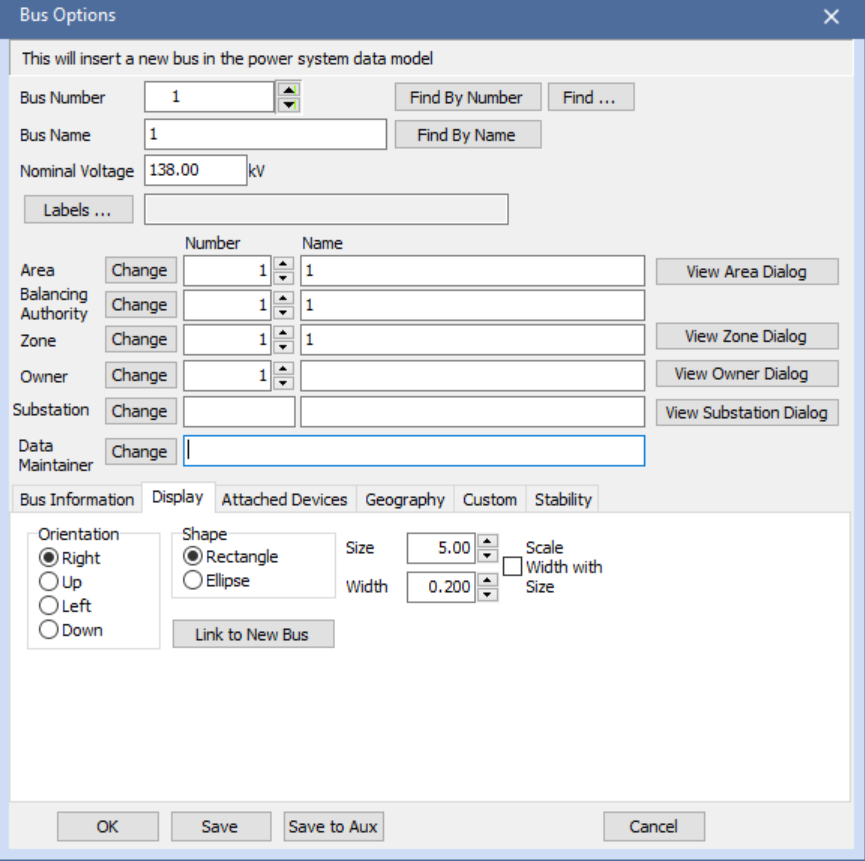 Bus Options
This will insert a new bus in the power system data model
Bus Number 1 Find By Number Find ...
Bus Name 1 Find By Name
Nominal Voltage 138.00 kV
Labels ...
Number Name
Area Change 1 1 View Area Dialog
Balancing
Authority Change 1 1
Zone Change 1 1 View Zone Dialog
Owner Change 1 View Owner Dialog
Substation Change View Substation Dialog
Data
Maintainer Change
Bus Information Display Attached Devices Geography Custom Stability
Orientation
Right
Up
Left
Down
Shape
Rectangle
Ellipse
Size 5.00
Width 0.200
Scale
Width with
Size
Link to New Bus
OK Save Save to Aux Cancel